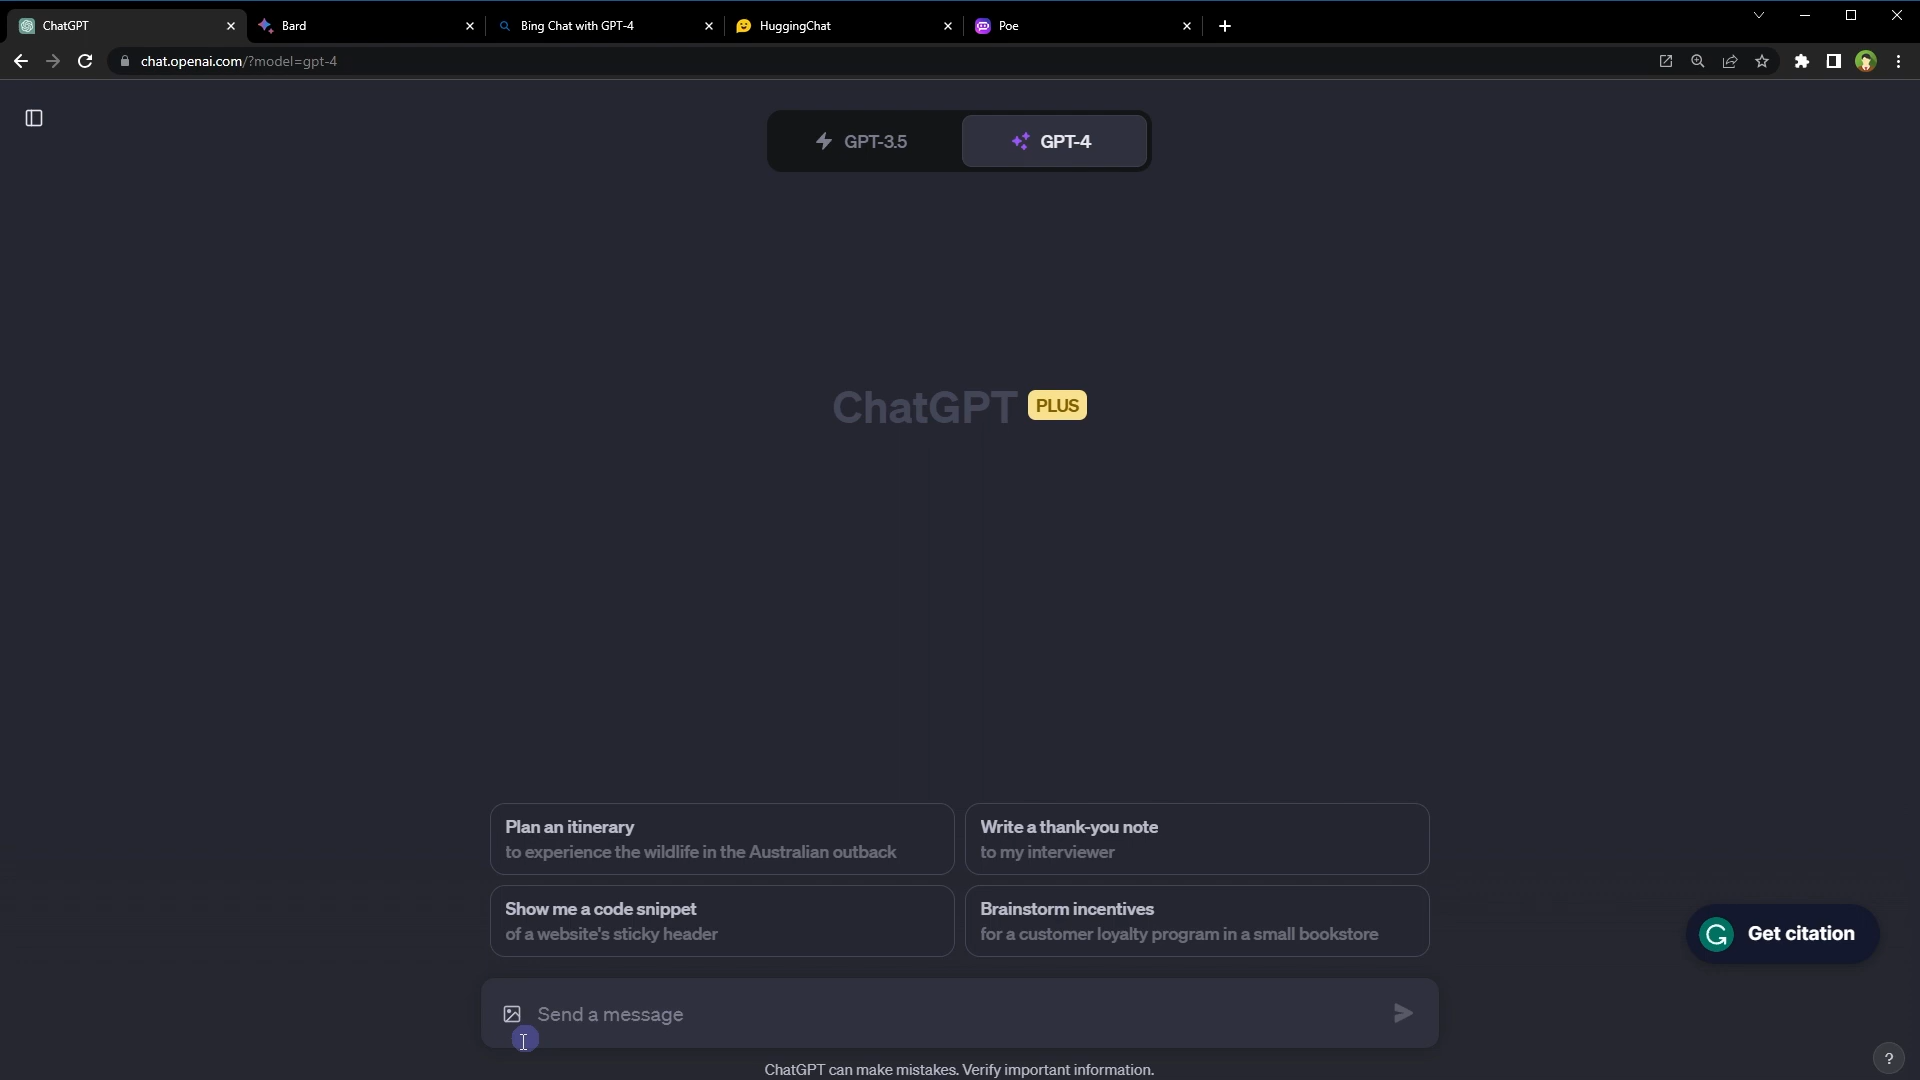 ChatGPT
Bard
Bing Chat with GPT-4
HuggingChat
Poe
chat.openai.com/?model=gpt-4
GPT-3.5
GPT-4
ChatGPT PLUS
Plan an itinerary
to experience the wildlife in the Australian outback
Write a thank-you note
to my interviewer
Show me a code snippet
of a website's sticky header
Brainstorm incentives
for a customer loyalty program in a small bookstore
Get citation
Send a message
ChatGPT can make mistakes. Verify important information.
?